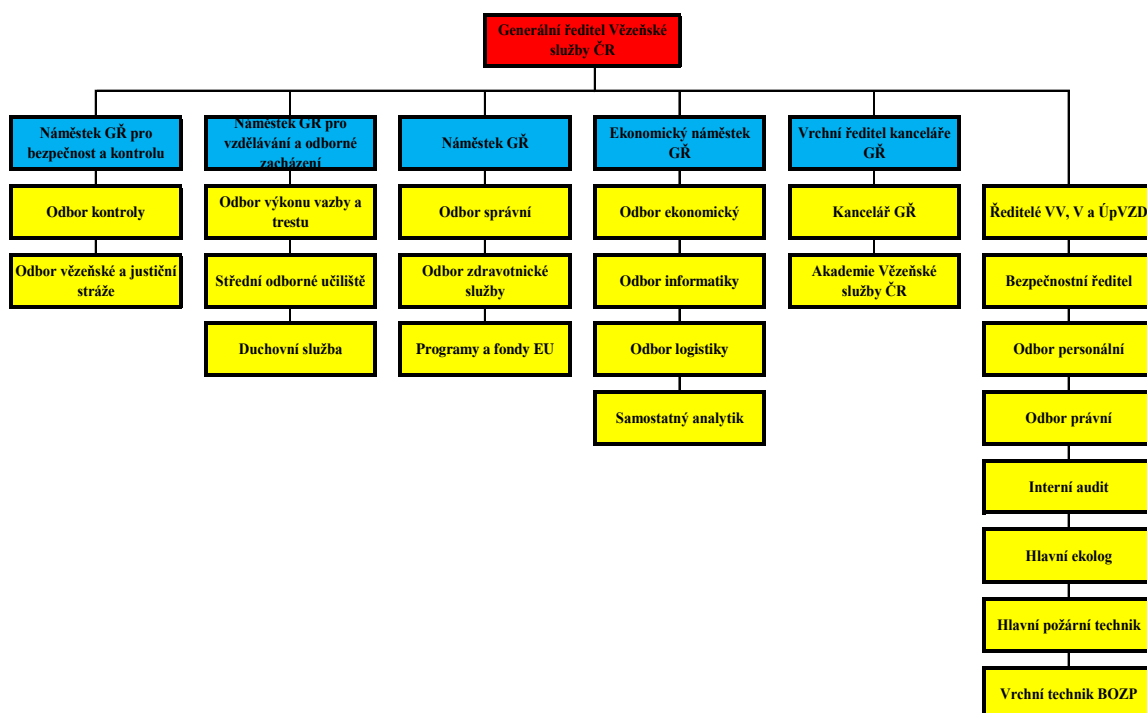 Generální ředitel Vězeňské
služby ČR
Náměstek GŘ pro
bezpečnost a kontrolu
Náměstek GŘ pro
vzdělávání a odborné
zacházení
Náměstek GŘ
Ekonomický náměstek
GŘ
Vrchní ředitel kanceláře
GŘ
Odbor kontroly
Odbor výkonu vazby a
trestu
Odbor správní
Odbor ekonomický
Kancelář GŘ
Ředitelé VV, V a ÚpVZD
Odbor vězeňské a justiční
stráže
Střední odborné učiliště
Odbor zdravotnické
služby
Odbor informatiky
Akademie Vězeňské
služby ČR
Bezpečnostní ředitel
Duchovní služba
Programy a fondy EU
Odbor logistiky
Odbor personální
Samostatný analytik
Odbor právní
Interní audit
Hlavní ekolog
Hlavní požární technik
Vrchní technik BOZP